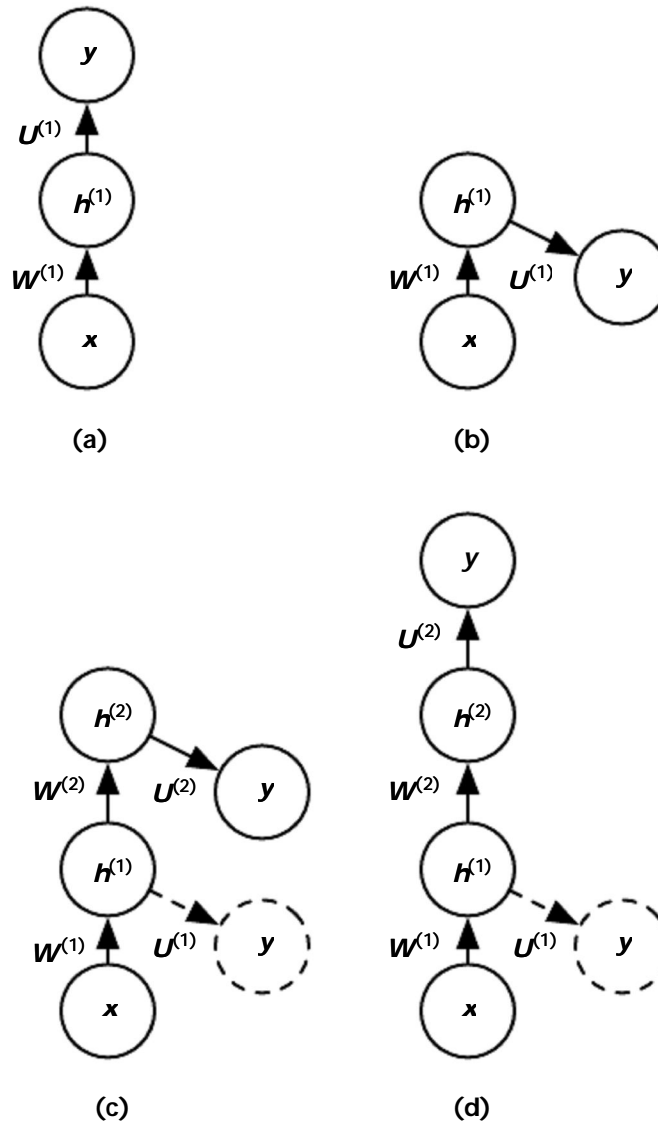 y
U(1)
h(1)
W(1)
x
(a)
h(1)
W(1)
U(1)
y
x
(b)
h(2)
W(2)
U(2)
y
h(1)
W(1)
U(1)
y
x
(c)
y
U(2)
h(2)
W(2)
h(1)
W(1)
U(1)
y
x
(d)